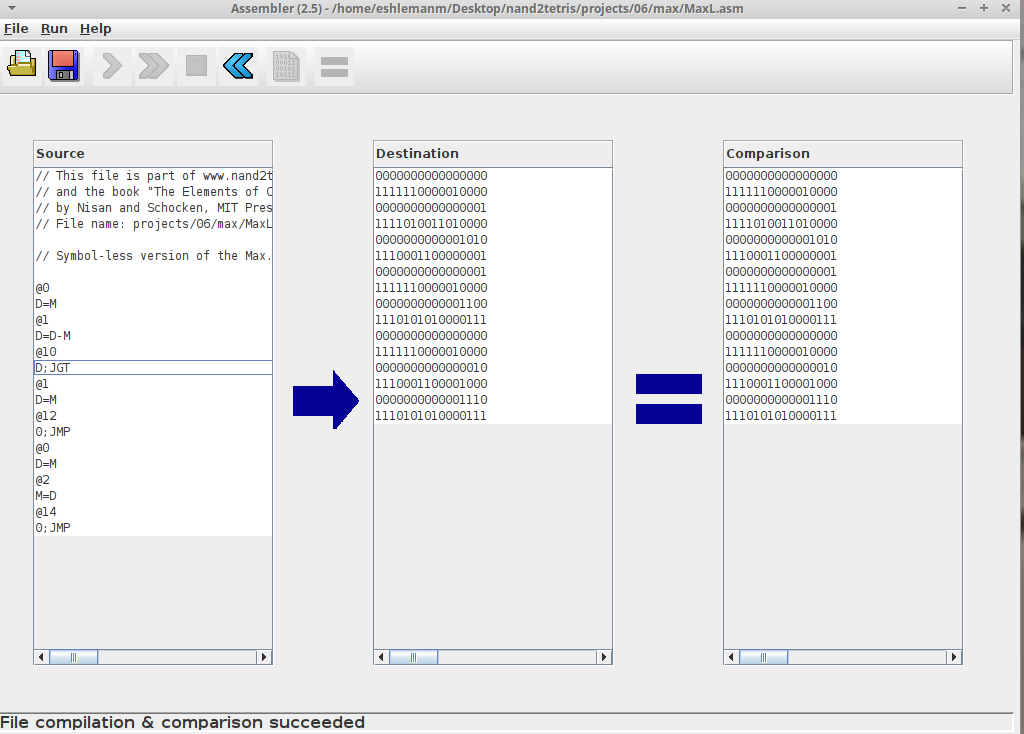 Assembler (2.5) - /home/eshlemanm/Desktop/nand2tetris/projects/06/max/MaxL.asm
File Run Help
Source
// This file is part of www.nand2t
// and the book "The Elements of C
// by Nisan and Schocken, MIT Pres
// File name: projects/06/max/MaxL
// Symbol-less version of the Max.
@0
D=M
@1
D=D-M
@10
D;JGT
@1
D=M
@12
0;JMP
@0
D=M
@2
M=D
@14
0;JMP
Destination
0000000000000000
1111110000010000
0000000000000001
1111010011010000
0000000000001010
1110001100000001
0000000000000001
1111110000010000
0000000000001100
1110101010000111
0000000000000000
1111110000010000
0000000000000010
1110001100001000
0000000000001110
1110101010000111
Comparison
0000000000000000
1111110000010000
0000000000000001
1111010011010000
0000000000001010
1110001100000001
0000000000000001
1111110000010000
0000000000001100
1110101010000111
0000000000000000
1111110000010000
0000000000000010
1110001100001000
0000000000001110
1110101010000111
File compilation & comparison succeeded